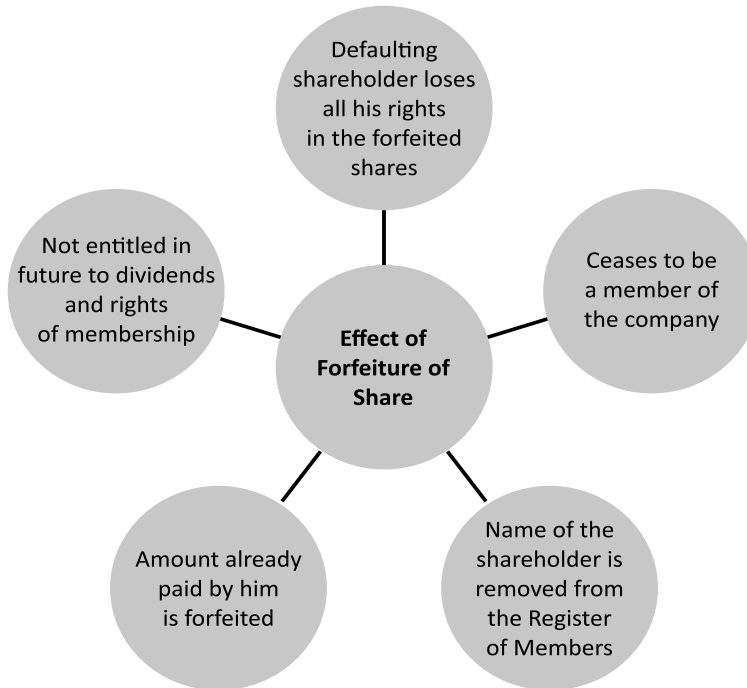 Defaulting
shareholder loses
all his rights
in the forfeited
shares
Not entitled in
future to dividends
and rights
of membership
Ceases to be
a member of
the company
Effect of
Forfeiture of
Share
Amount already
paid by him
is forfeited
Name of the
shareholder is
removed from
the Register
of Members